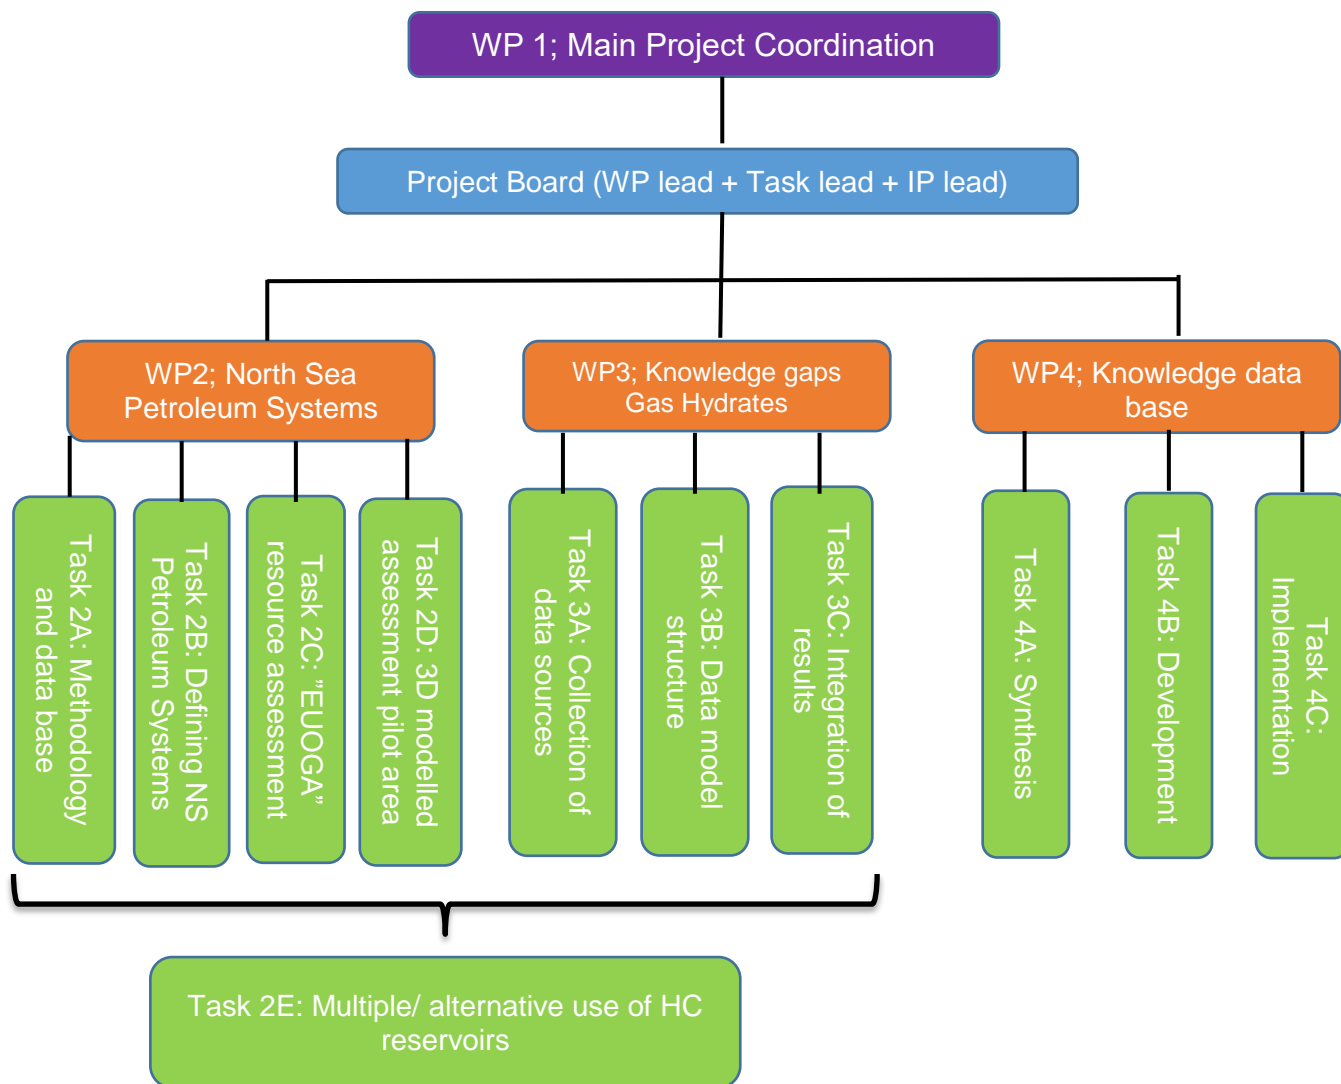 WP 1; Main Project Coordination
Project Board (WP lead + Task lead + IP lead)
WP2; North Sea
Petroleum Systems
WP3; Knowledge gaps
Gas Hydrates
WP4; Knowledge data
base
Task 2A: Methodology
and data base
Task 2B: Defining NS
Petroleum Systems
Task 2C: ”EUOGA”
resource assessment
Task 2D: 3D modelled
assessment pilot area
Task 3A: Collection of
data sources
Task 3B: Data model
structure
Task 3C: Integration of
results
Task 4A: Synthesis
Task 4B: Development
Task 4C:
Implementation
Task 2E: Multiple/ alternative use of HC
reservoirs